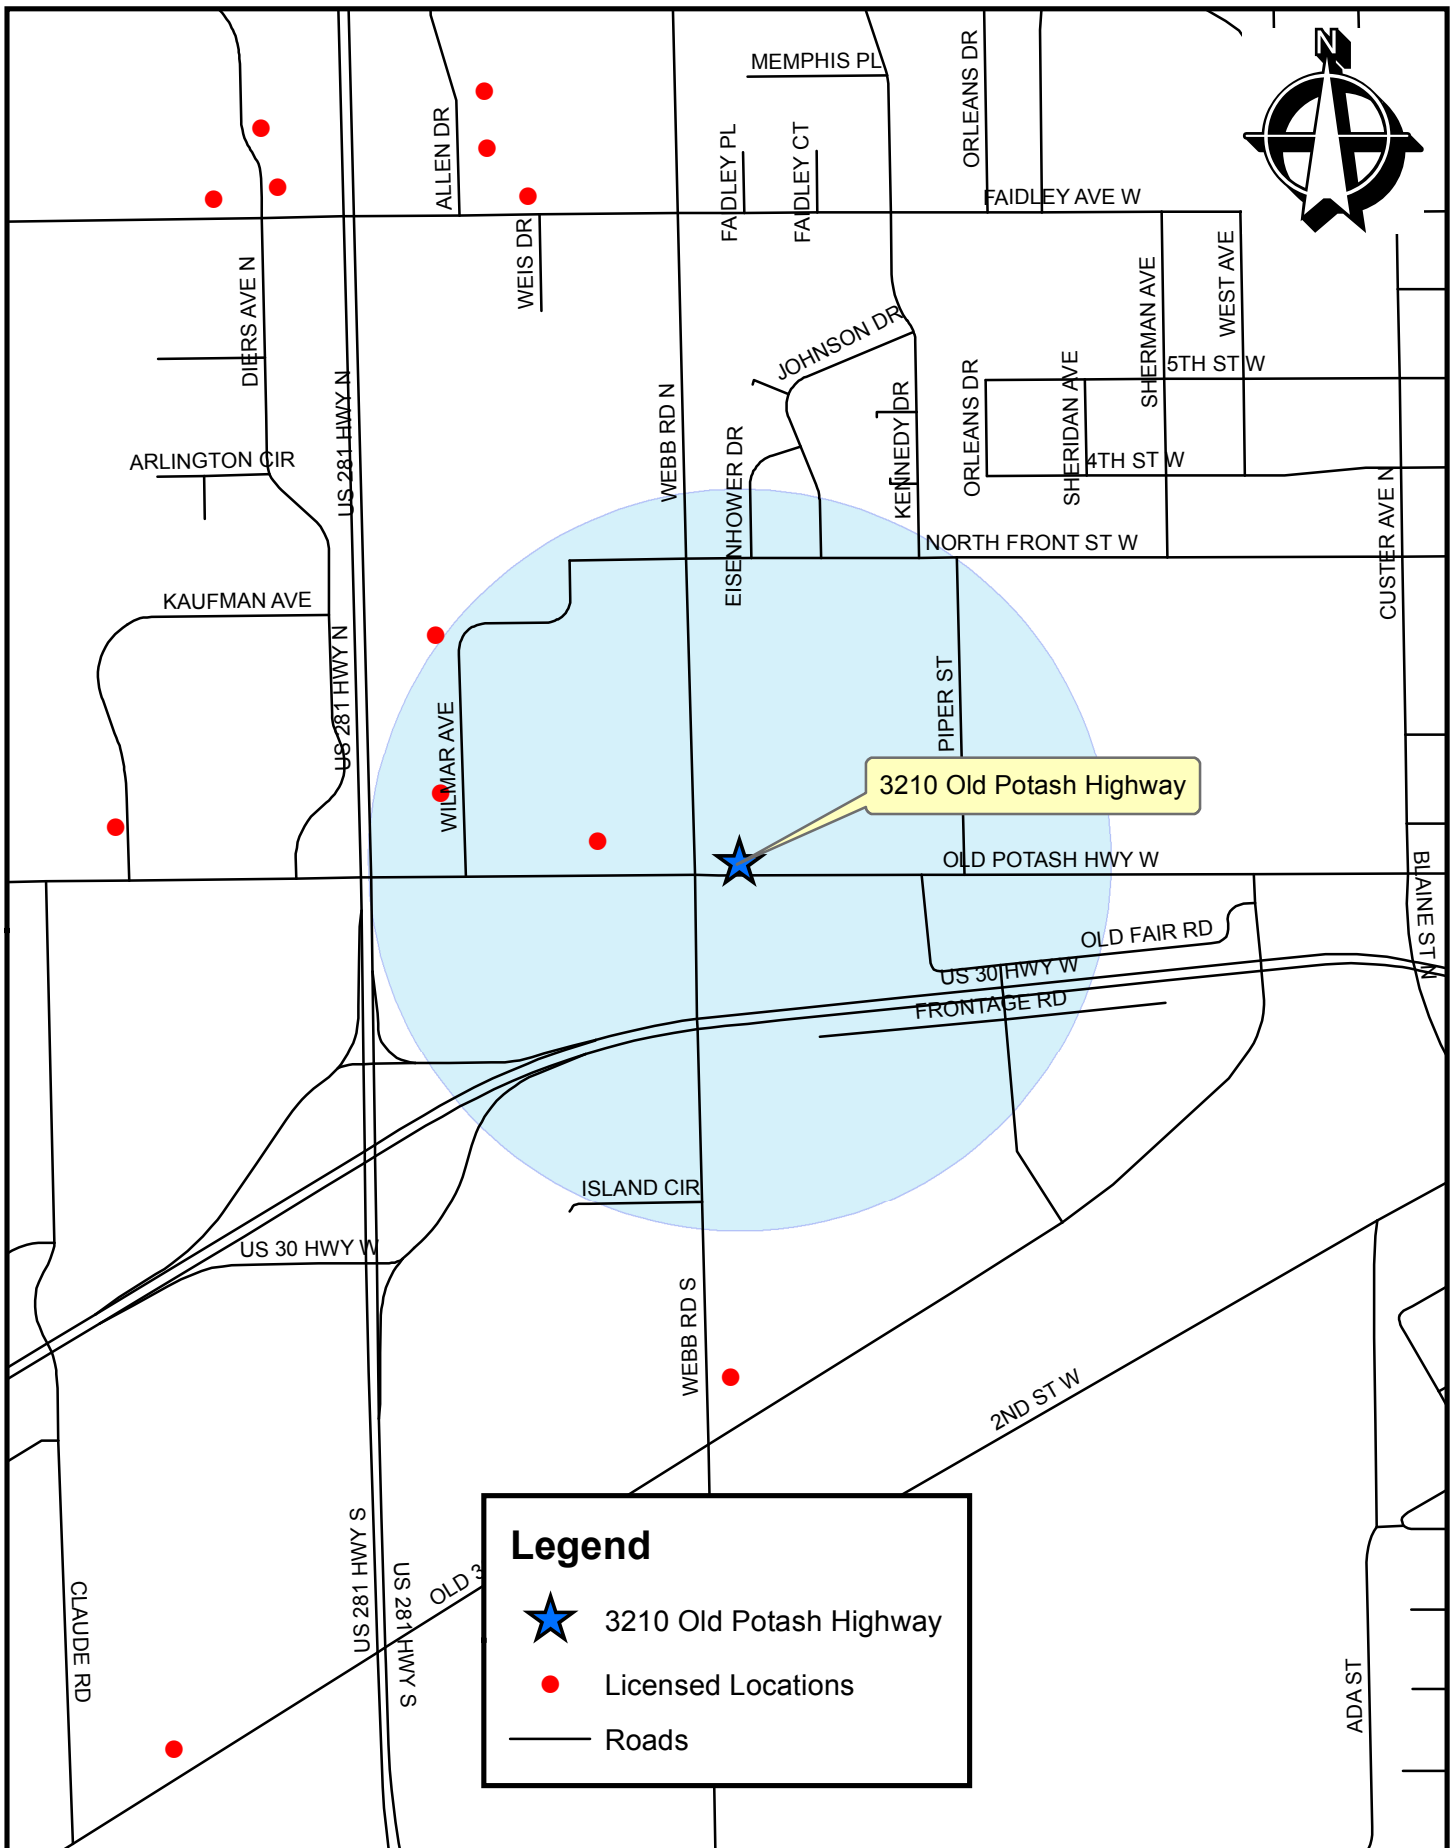 N
MEMPHIS PL
ORLEANS DR
ALLEN DR
FAIDLEY PL
FAIDLEY CT
FAIDLEY AVE W
WEIS DR
DIERS AVE N
SHERMAN AVE
WEST AVE
JOHNSON DR
5TH ST W
US 281 HWY N
WEBB RD N
KENNEDY DR
ORLEANS DR
SHERIDAN AVE
EISENHOWER DR
ARLINGTON CIR
4TH ST W
CUSTER AVE N
NORTH FRONT ST W
KAUFMAN AVE
US 281 HWY N
PIPER ST
WILMAR AVE
3210 Old Potash Highway
OLD POTASH HWY W
BLAINE ST N
OLD FAIR RD
US 30 HWY W
FRONTAGE RD
ISLAND CIR
US 30 HWY W
WEBB RD S
2ND ST W
US 281 HWY S
US 281 HWY S
OLD 3
CLAUDE RD
ADA ST
Legend
3210 Old Potash Highway
Licensed Locations
Roads